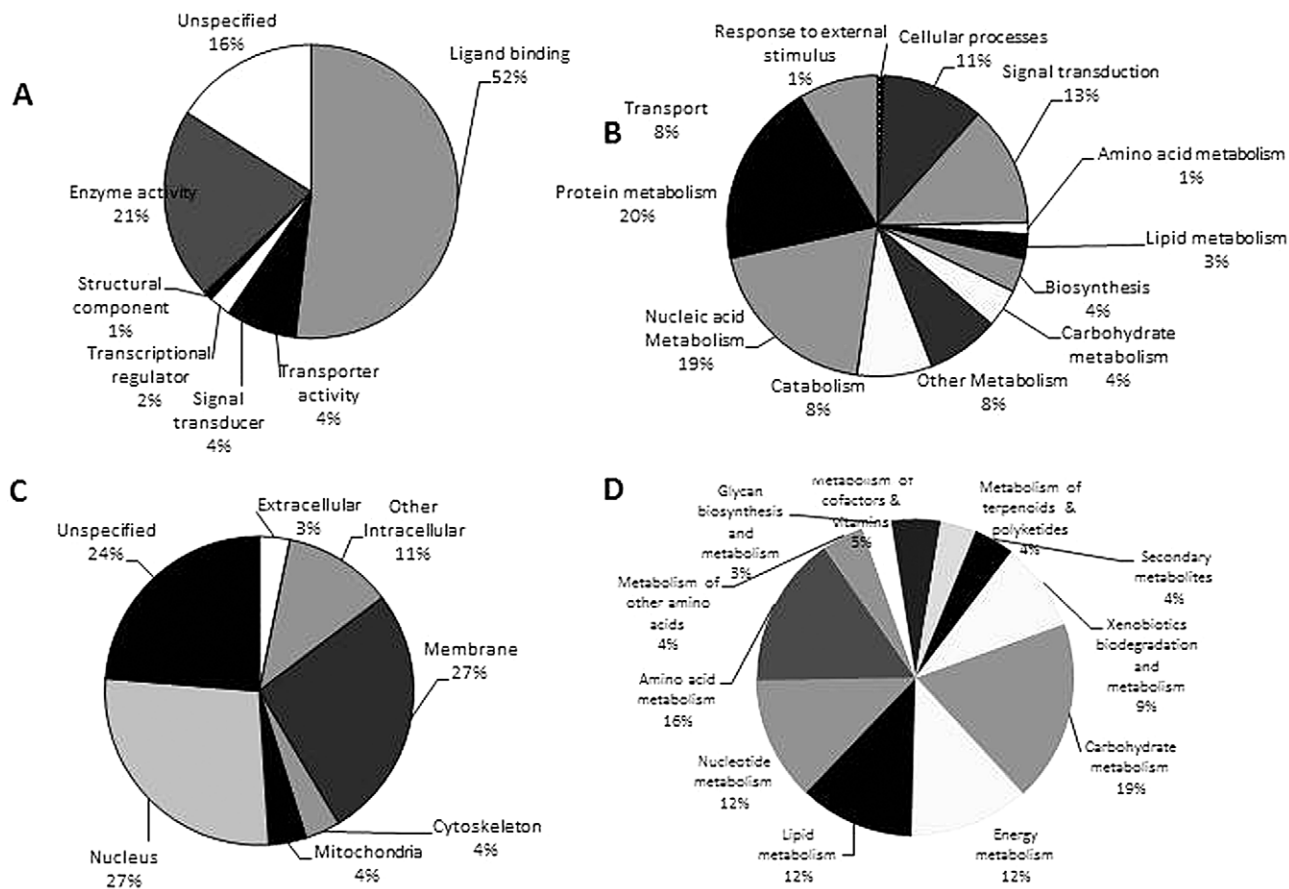 A
Unspecified
16%
Ligand binding
52%
Enzyme activity
21%
Structural
component
1%
Transcriptional
regulator
2%
Signal
transducer
4%
Transporter
activity
4%
B
Response to external
stimulus
1%
Cellular processes
11%
Signal transduction
13%
Amino acid metabolism
1%
Lipid metabolism
3%
Biosynthesis
4%
Carbohydrate
metabolism
4%
Other Metabolism
8%
Catabolism
8%
Nucleic acid
Metabolism
19%
Protein metabolism
20%
Transport
8%
C
Unspecified
24%
Extracellular
3%
Other
Intracellular
11%
Membrane
27%
Cytoskeleton
4%
Mitochondria
4%
Nucleus
27%
D
Glycan
biosynthesis
and
metabolism
3%
Metabolism of
cofactors &
vitamins
5%
Metabolism of
terpenoids &
polyketides
4%
Secondary
metabolites
4%
Xenobiotics
biodegradation
and
metabolism
9%
Carbohydrate
metabolism
19%
Energy
metabolism
12%
Lipid
metabolism
12%
Nucleotide
metabolism
12%
Amino acid
metabolism
16%
Metabolism of
other amino
acids
4%